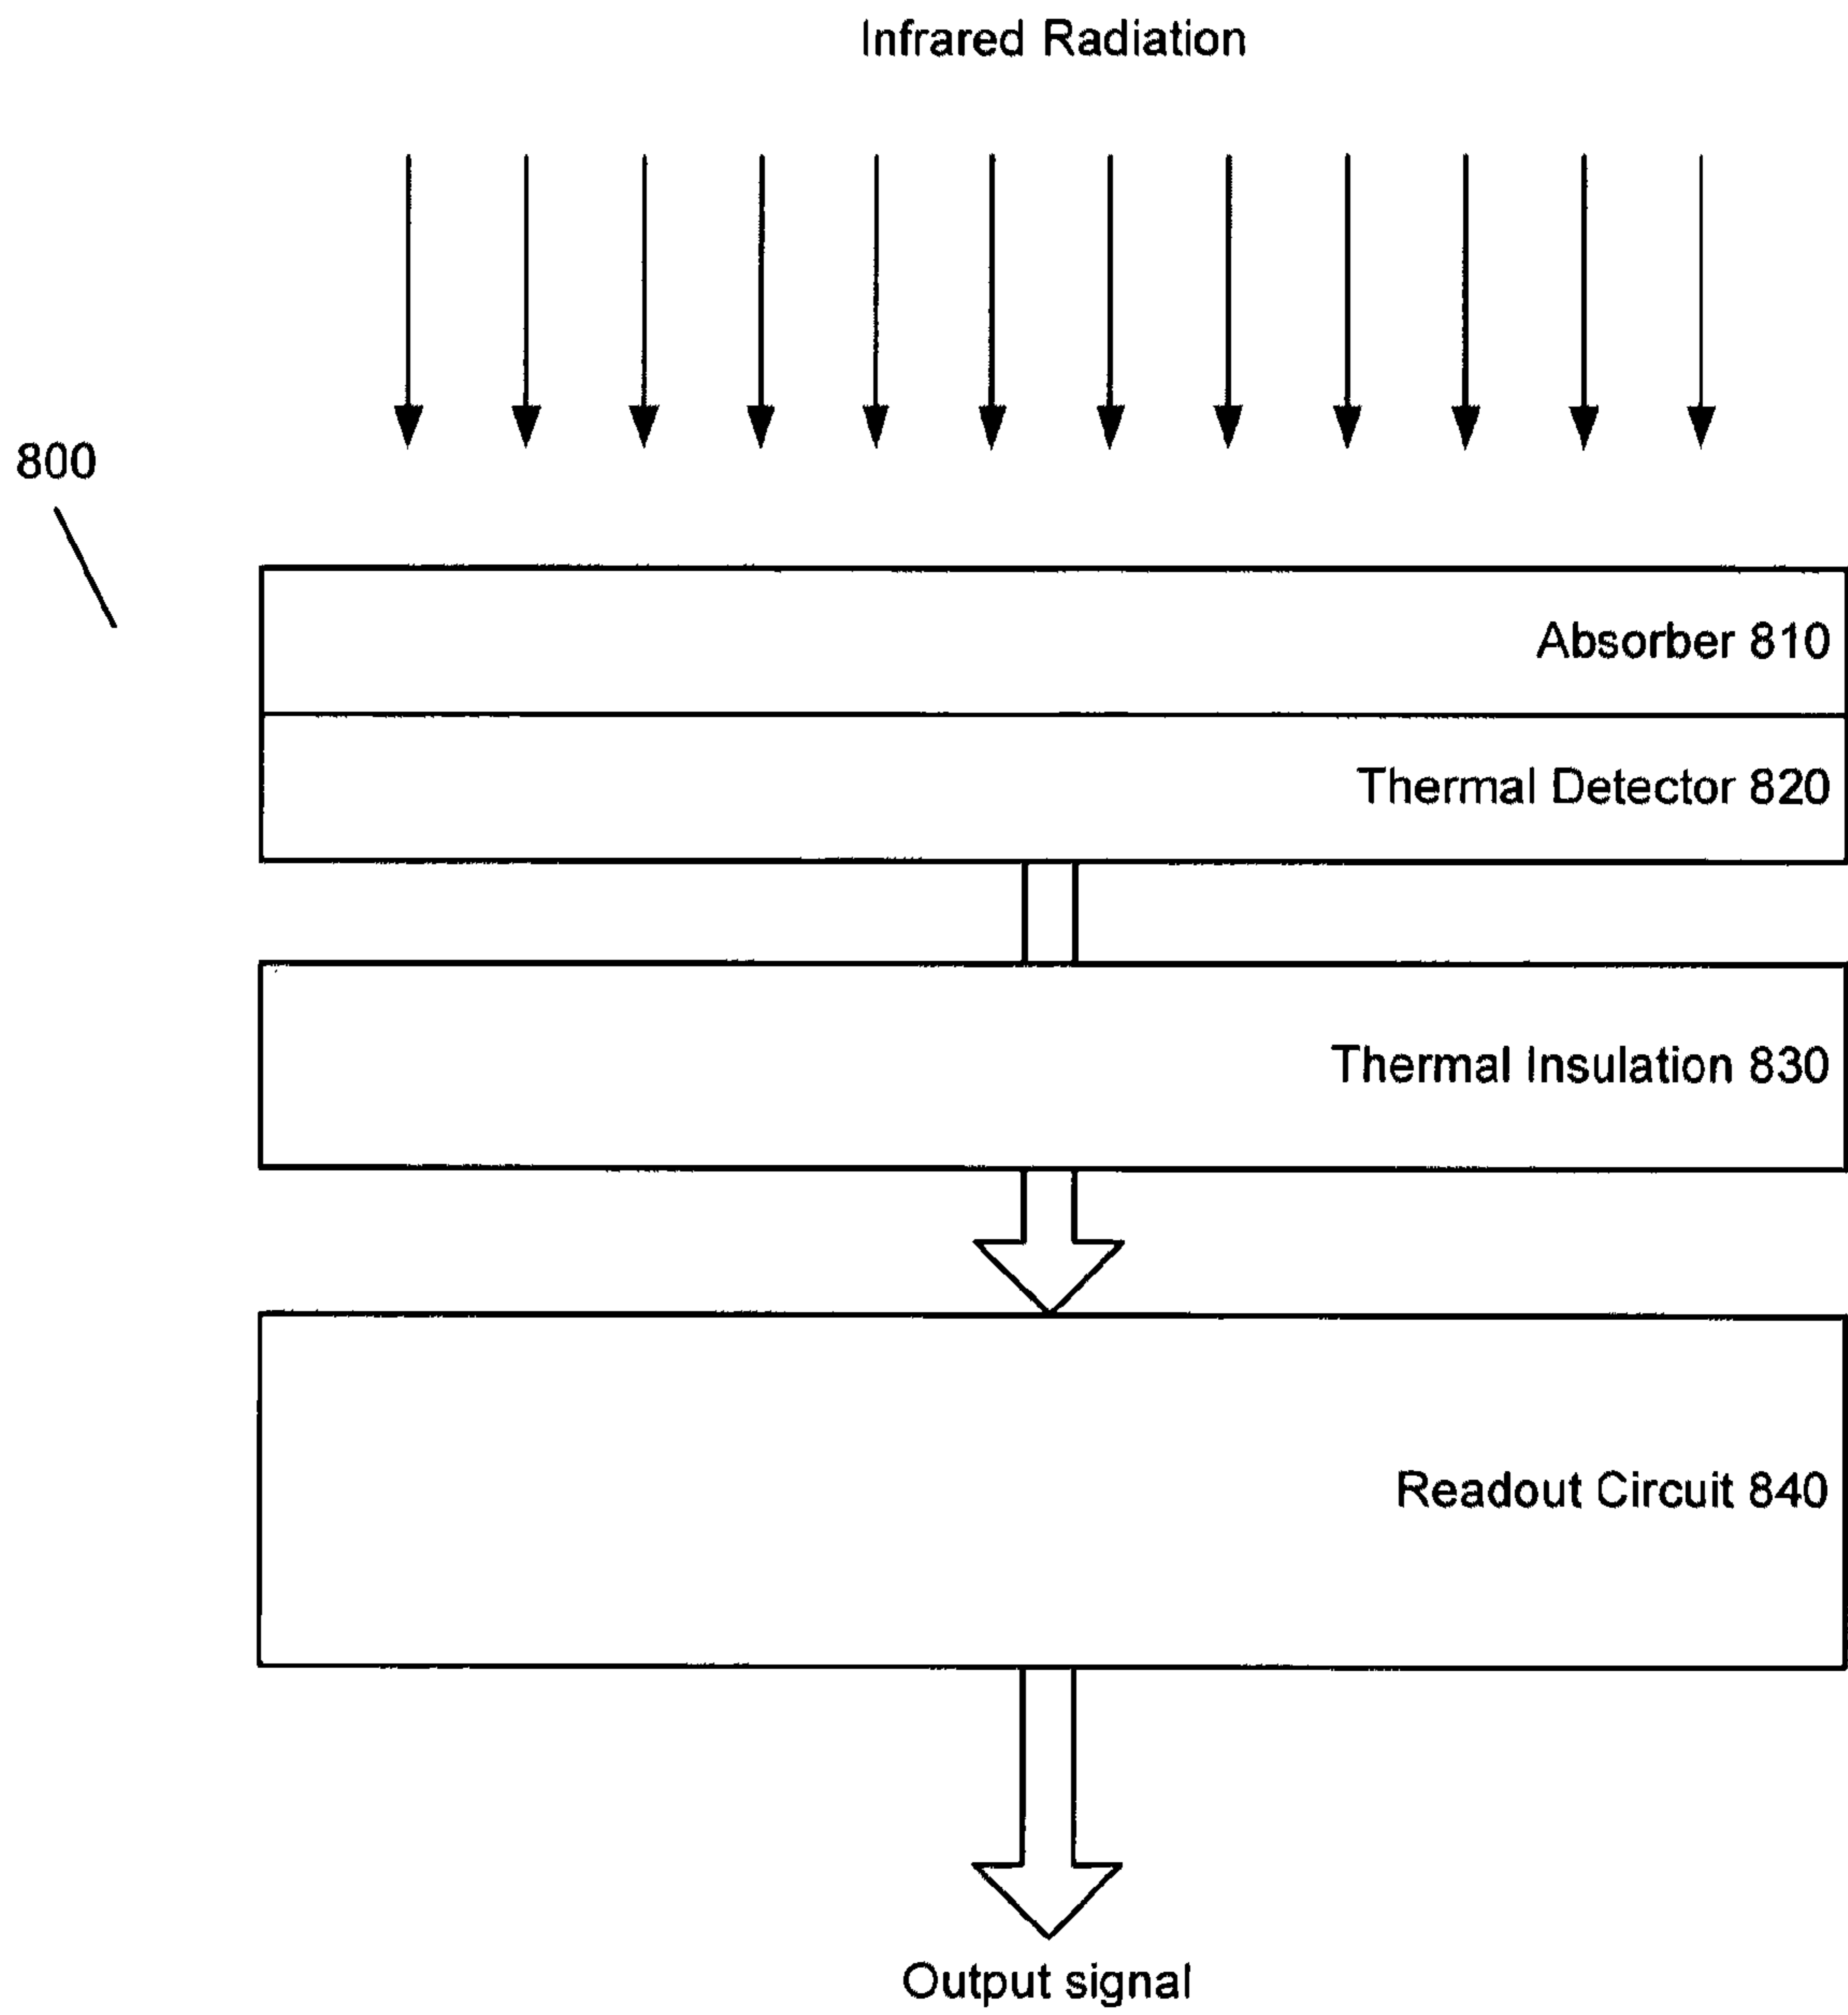 Infrared Radiation
800
Absorber 810
Thermal Detector 820
Thermal Insulation 830
Readout Circuit 840
Output signal